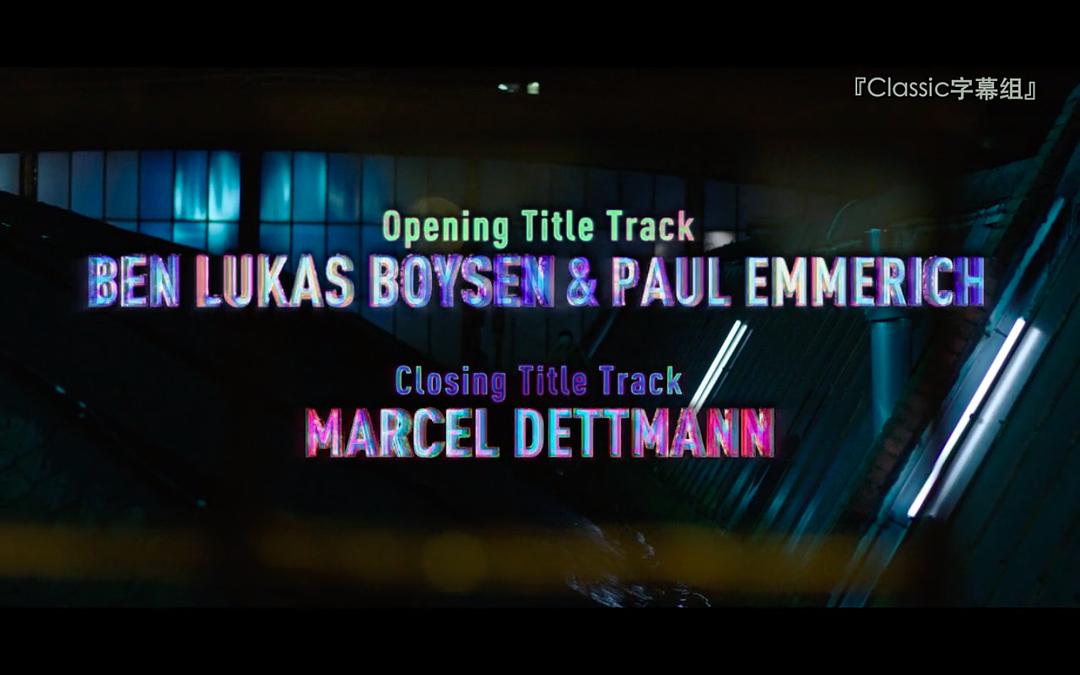 『Classic字幕组』
Opening Title Track
BEN LUKAS BOYSEN & PAUL EMMERICH
Closing Title Track
MARCEL DETTMANN